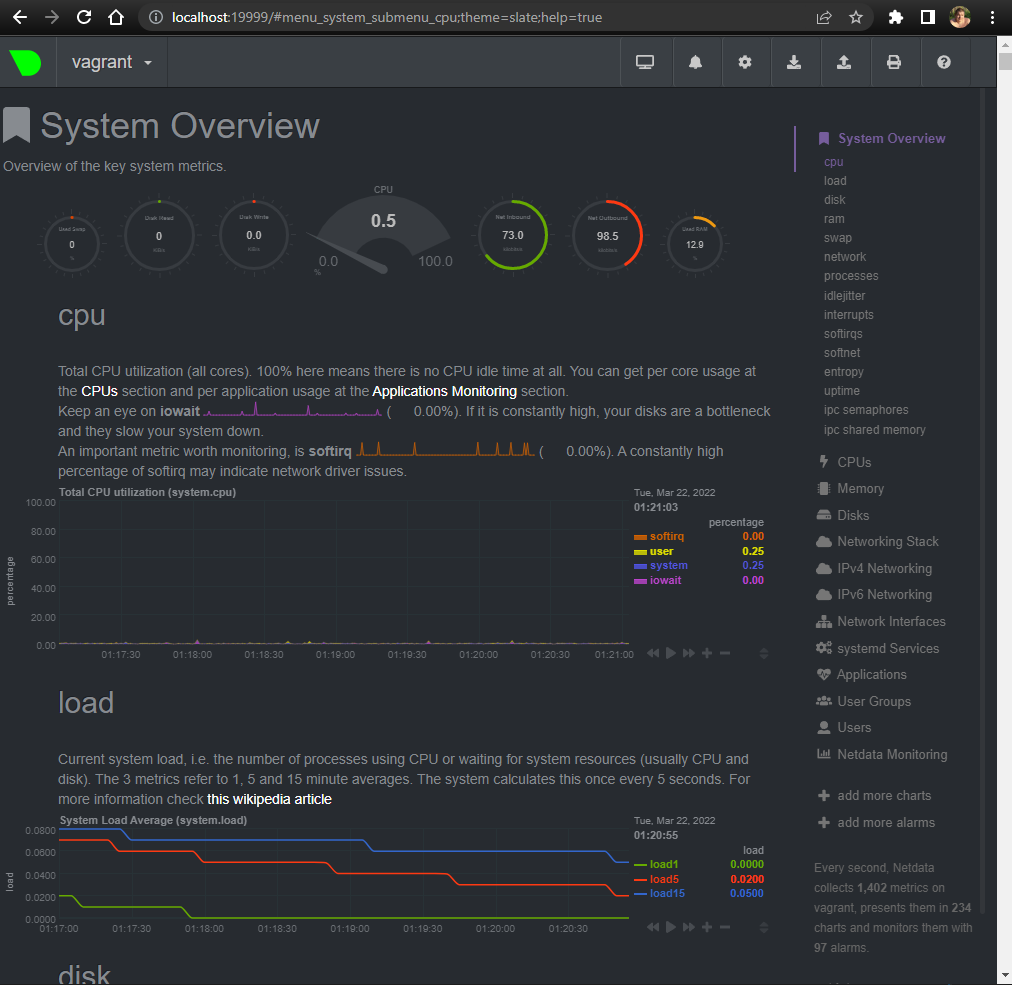 localhost:19999/#menu_system_submenu_cpu;theme=slate;help=true
vagrant
System Overview
Overview of the key system metrics.
Used Swap
0
%
Disk Read
0
KiB/s
Disk Write
0.0
KiB/s
CPU
0.5
0.0
100.0
%
Net Inbound
73.0
kilobits/s
Net Outbound
98.5
kilobits/s
Used RAM
12.9
%
cpu
Total CPU utilization (all cores). 100% here means there is no CPU idle time at all. You can get per core usage at
the CPUs section and per application usage at the Applications Monitoring section.
Keep an eye on iowait ( 0.00%). If it is constantly high, your disks are a bottleneck
and they slow your system down.
An important metric worth monitoring, is softirq ( 0.00%). A constantly high
percentage of softirq may indicate network driver issues.
Total CPU utilization (system.cpu)
percentage
100.00
80.00
60.00
40.00
20.00
0.00
01:17:30 01:18:00 01:18:30 01:19:00 01:19:30 01:20:00 01:20:30 01:21:00
Tue, Mar 22, 2022
01:21:03
percentage
softirq 0.00
user 0.25
system 0.25
iowait 0.00
load
Current system load, i.e. the number of processes using CPU or waiting for system resources (usually CPU and
disk). The 3 metrics refer to 1, 5 and 15 minute averages. The system calculates this once every 5 seconds. For
more information check this wikipedia article
System Load Average (system.load)
load
0.0800
0.0600
0.0400
0.0200
0.0000
01:17:00 01:17:30 01:18:00 01:18:30 01:19:00 01:19:30 01:20:00 01:20:30
Tue, Mar 22, 2022
01:20:55
load
load1 0.0000
load5 0.0200
load15 0.0500
disk
System Overview
cpu
load
disk
ram
swap
network
processes
idlejitter
interrupts
softirqs
softnet
entropy
uptime
ipc semaphores
ipc shared memory
CPUs
Memory
Disks
Networking Stack
IPv4 Networking
IPv6 Networking
Network Interfaces
systemd Services
Applications
User Groups
Users
Netdata Monitoring
add more charts
add more alarms
Every second, Netdata
collects 1,402 metrics on
vagrant, presents them in 234
charts and monitors them with
97 alarms.